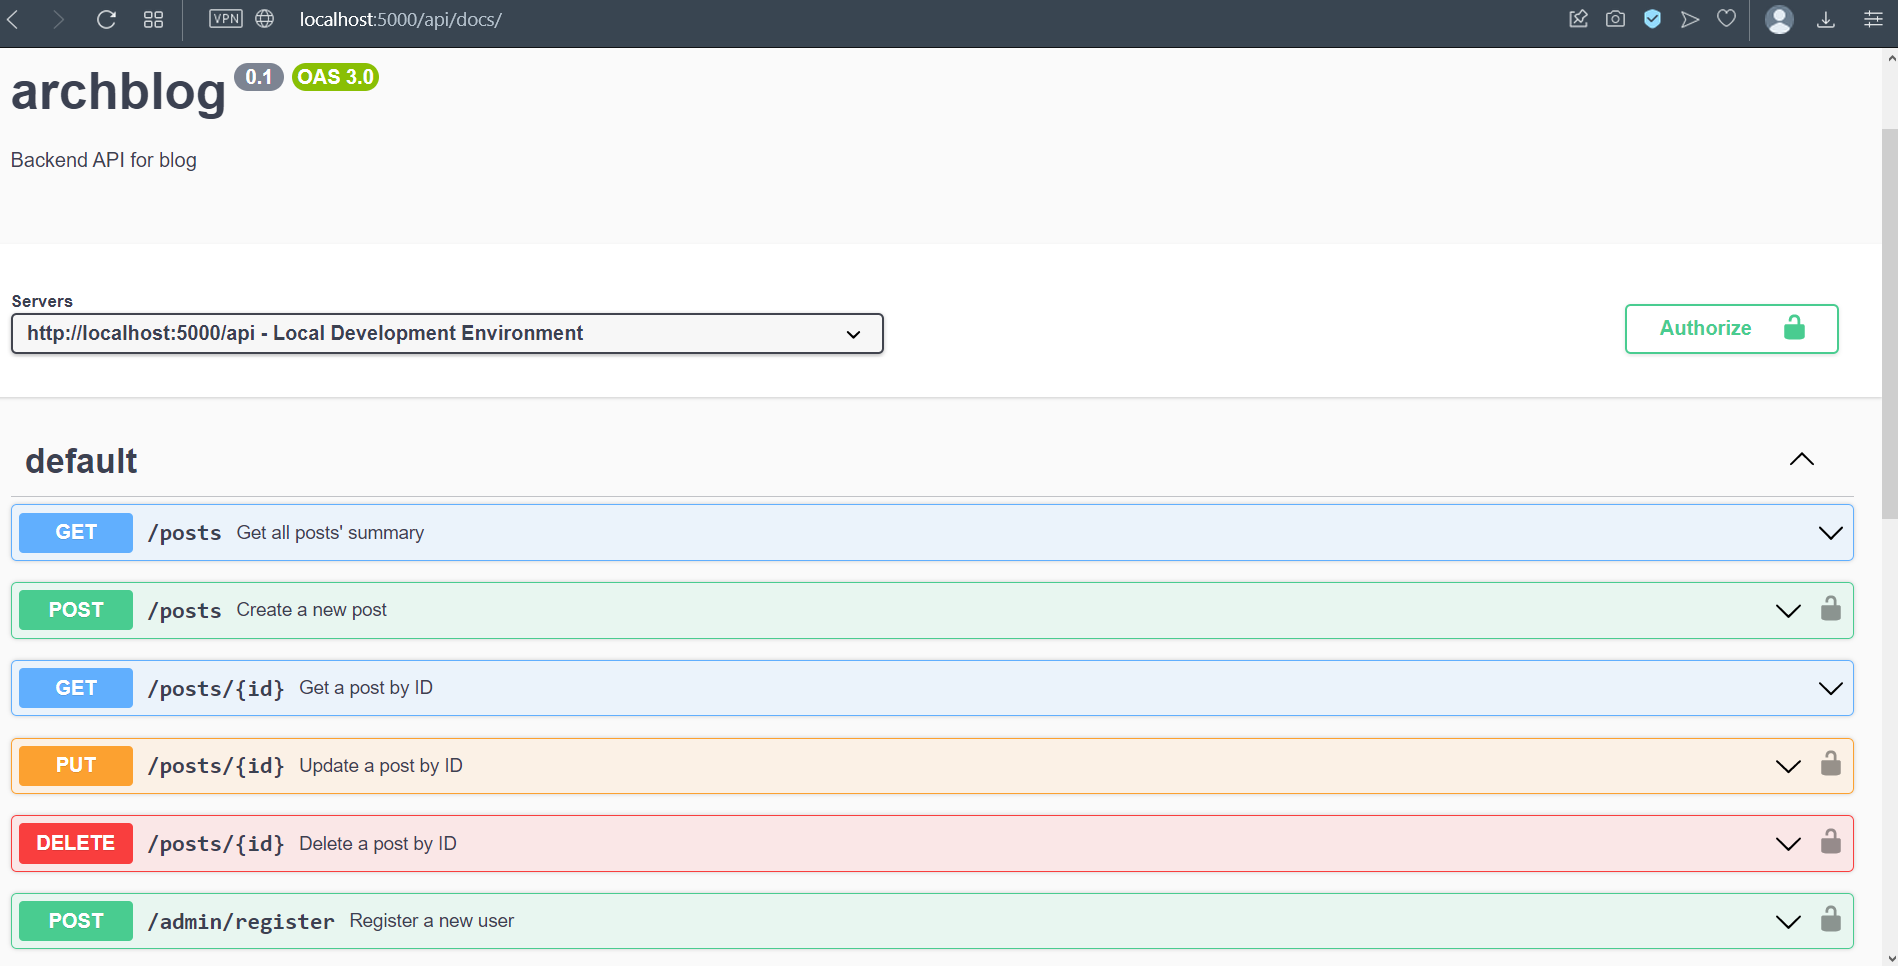 VPN localhost:5000/api/docs/
archblog 0.1 OAS 3.0
Backend API for blog
Servers
http://localhost:5000/api - Local Development Environment
Authorize
default
GET /posts Get all posts' summary
POST /posts Create a new post
GET /posts/{id} Get a post by ID
PUT /posts/{id} Update a post by ID
DELETE /posts/{id} Delete a post by ID
POST /admin/register Register a new user